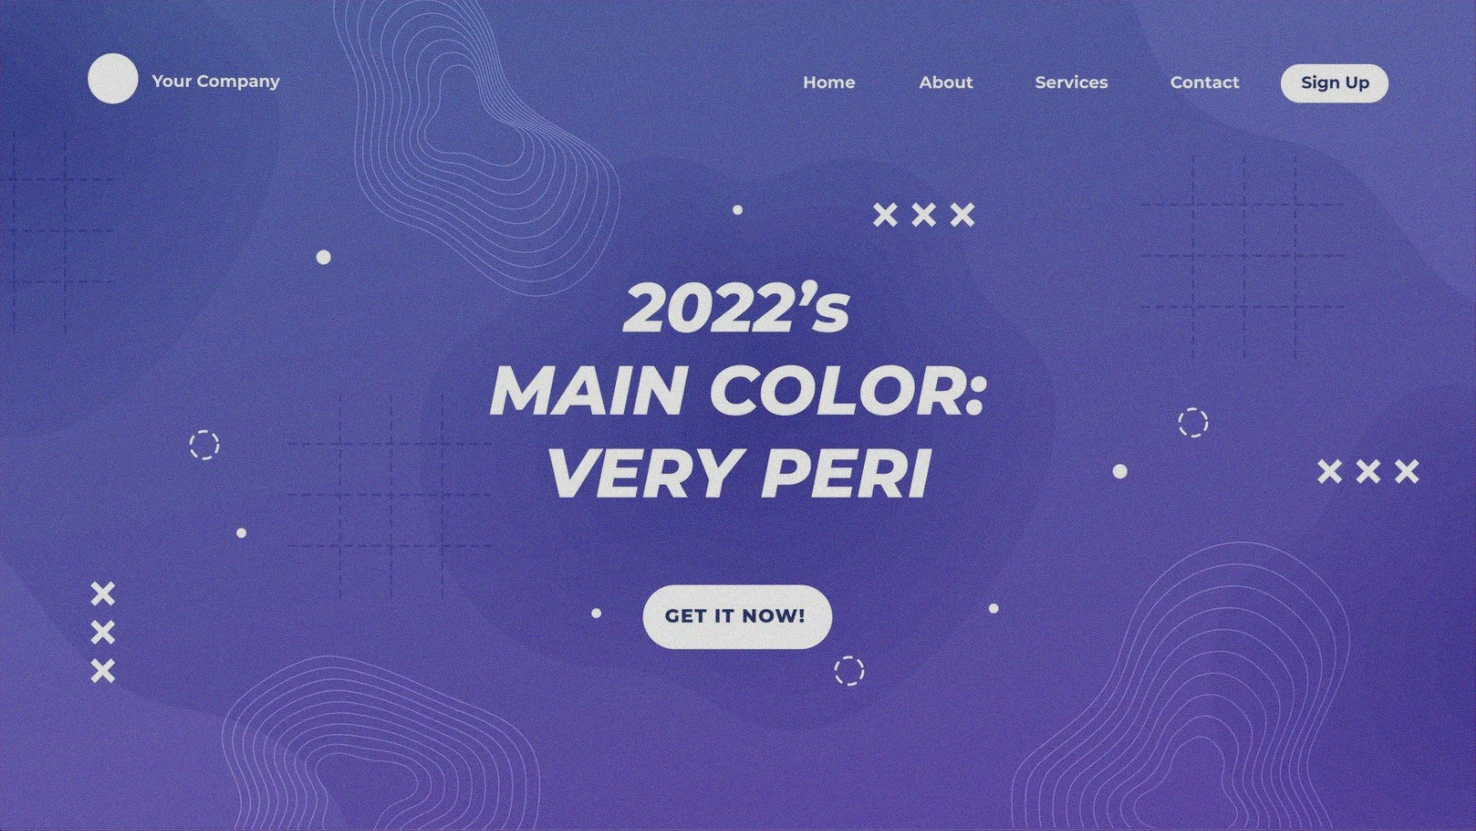 Your Company
Home About Services Contact Sign Up
2022’s
MAIN COLOR:
VERY PERI
GET IT NOW!